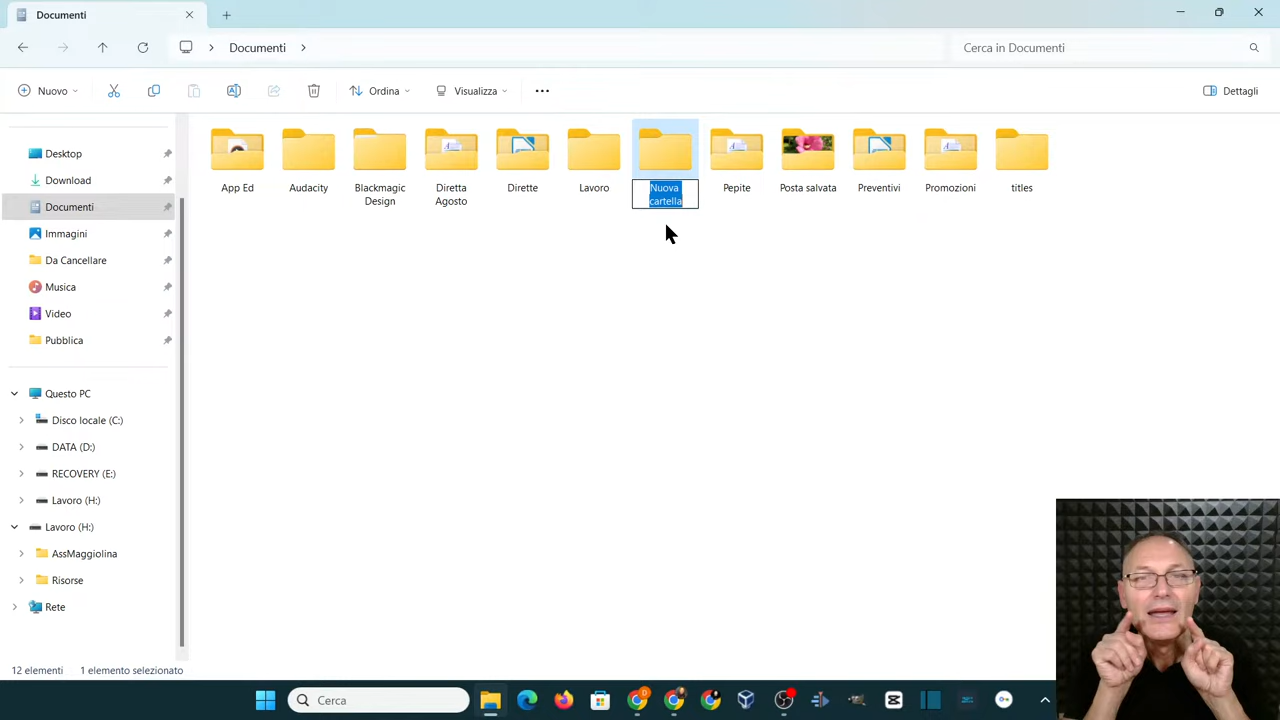 Documenti
Documenti
Cerca in Documenti
Nuovo
Ordina
Visualizza
Dettagli
Desktop
Download
Documenti
Immagini
Da Cancellare
Musica
Video
Pubblica
Questo PC
Disco locale (C:)
DATA (D:)
RECOVERY (E:)
Lavoro (H:)
Lavoro (H:)
AssMaggiolina
Risorse
Rete
App Ed
Audacity
Blackmagic
Design
Diretta
Agosto
Dirette
Lavoro
Nuova
cartella
Pepite
Posta salvata
Preventivi
Promozioni
titles
12 elementi
1 elemento selezionato
Cerca